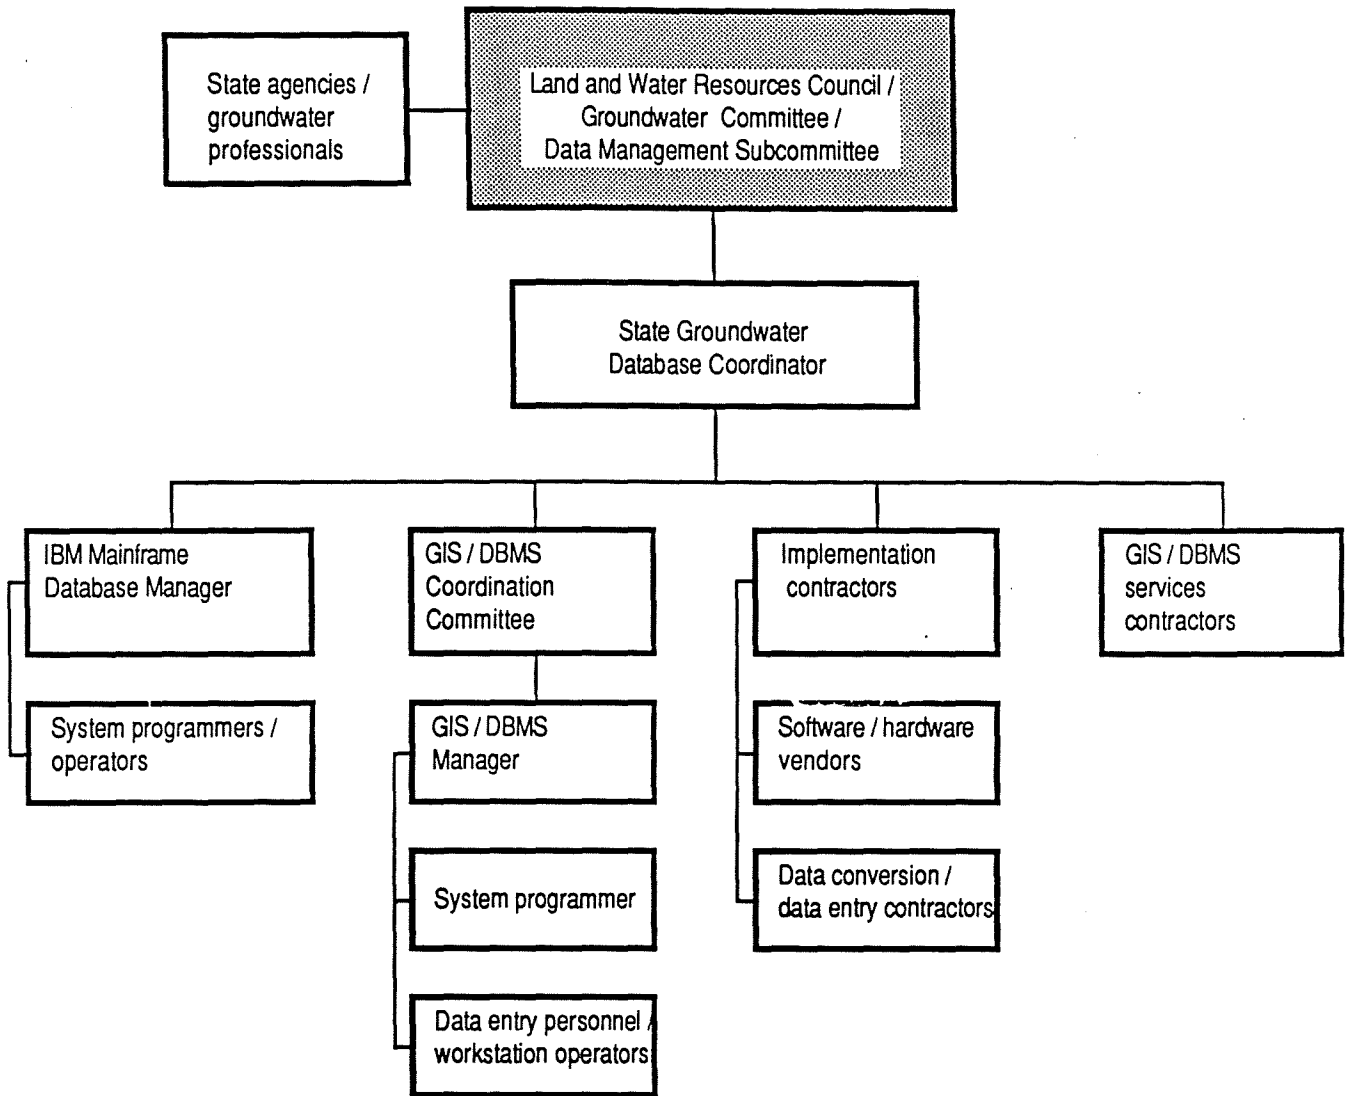 State agencies /
groundwater
professionals
Land and Water Resources Council /
Groundwater Committee /
Data Management Subcommittee
State Groundwater
Database Coordinator
IBM Mainframe
Database Manager
System programmers /
operators
GIS / DBMS
Coordination
Committee
GIS / DBMS
Manager
System programmer
Data entry personnel /
workstation operators
Implementation
contractors
Software / hardware
vendors
Data conversion /
data entry contractors
GIS / DBMS
services
contractors